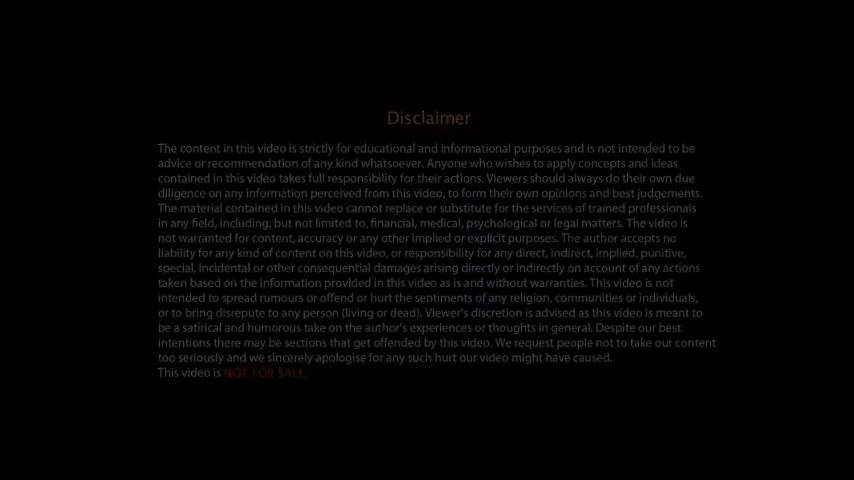 Disclaimer
The content in this video is strictly for educational and informational purposes and is not intended to be
advice or recommendation of any kind whatsoever. Anyone who wishes to apply concepts and ideas
contained in this video takes full responsibility for their actions. Viewers should always do their own due
diligence on any information perceived from this video, to form their own opinions and best judgements.
The material contained in this video cannot replace or substitute for the services of trained professionals
in any field, including, but not limited to, financial, medical, psychological or legal matters. The video is
not warranted for content, accuracy or any other implied or explicit purposes. The author accepts no
liability for any kind of content on this video, or responsibility for any direct, indirect, implied, punitive,
special, incidental or other consequential damages arising directly or indirectly on account of any actions
taken based on the information provided in this video as is and without warranties. This video is not
intended to spread rumours or offend or hurt the sentiments of any religion, communities or individuals,
or to bring disrepute to any person (living or dead). Viewer's discretion is advised as this video is meant to
be a satirical and humorous take on the author's experiences or thoughts in general. Despite our best
intentions there may be sections that get offended by this video. We request people not to take our content
too seriously and we sincerely apologise for any such hurt our video might have caused.
This video is NOT FOR SALE.